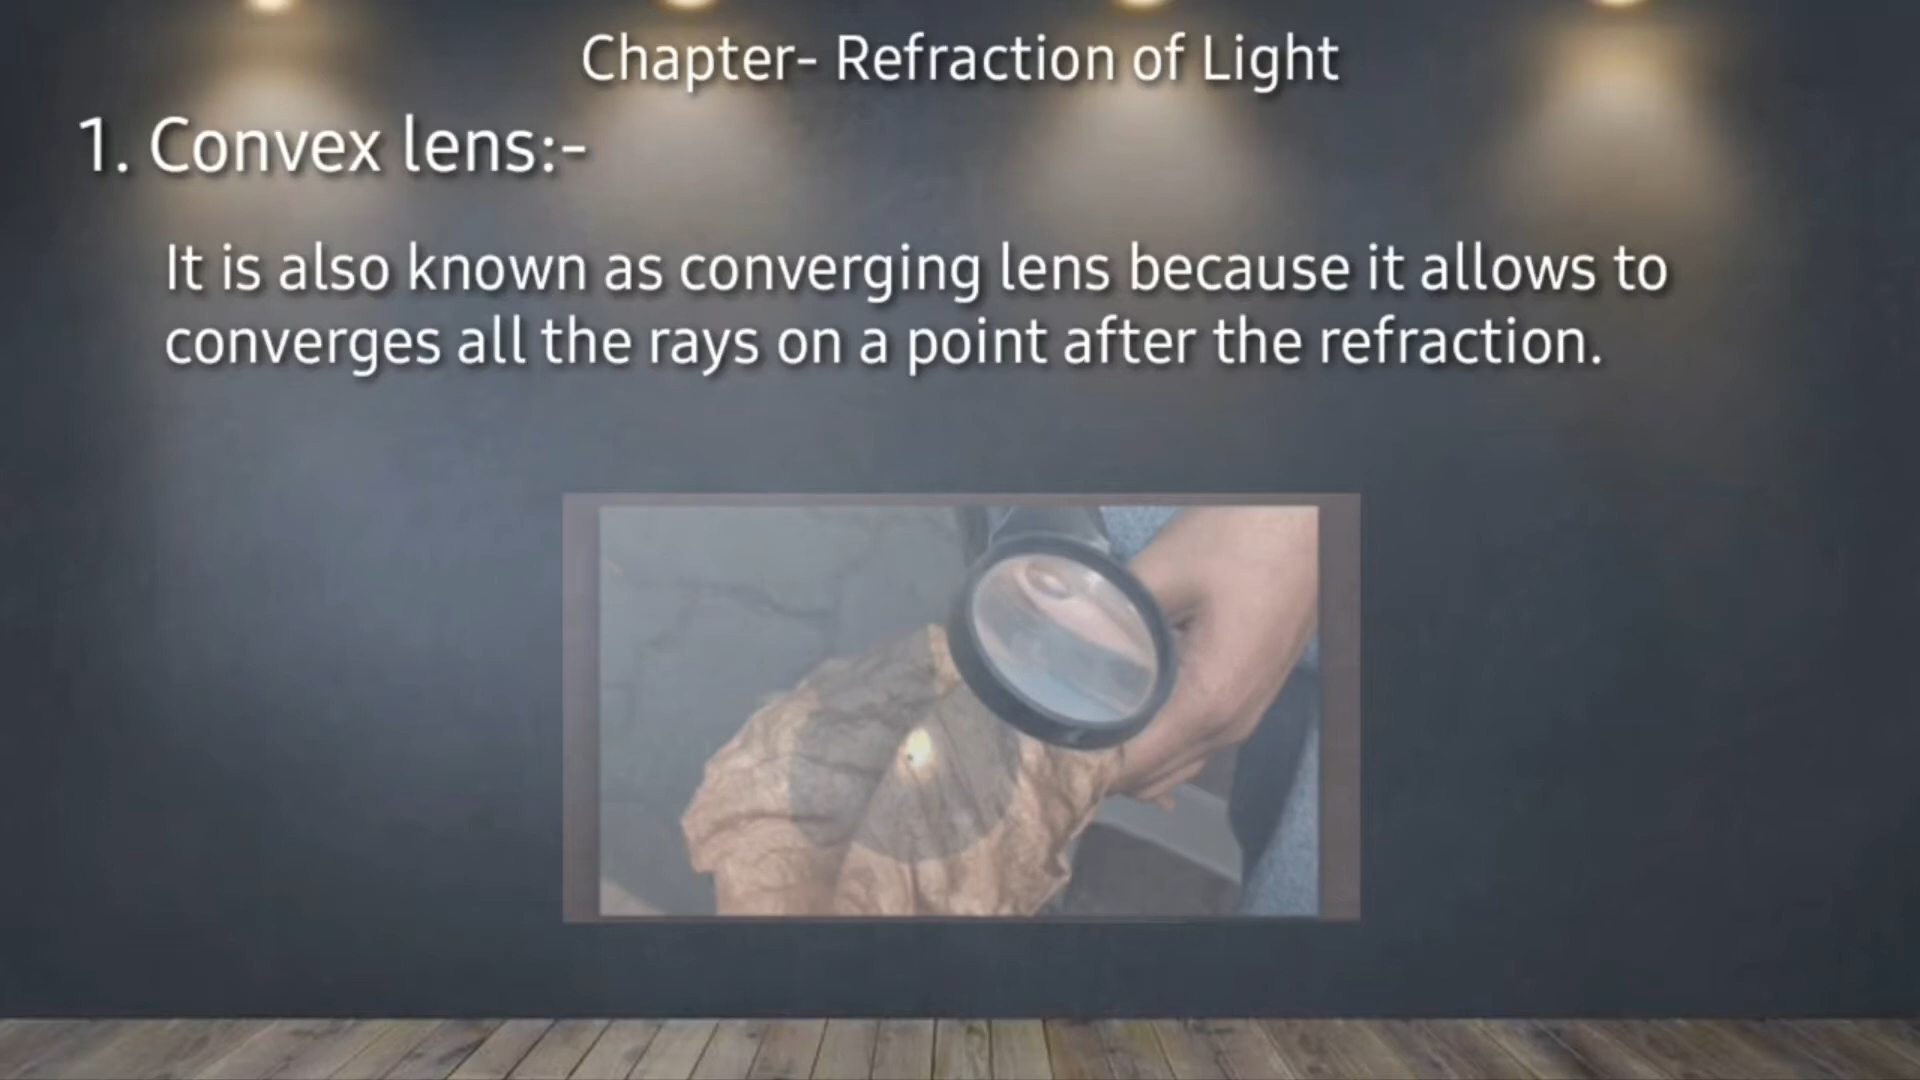 Chapter- Refraction of Light
1. Convex lens:-
It is also known as converging lens because it allows to
converges all the rays on a point after the refraction.